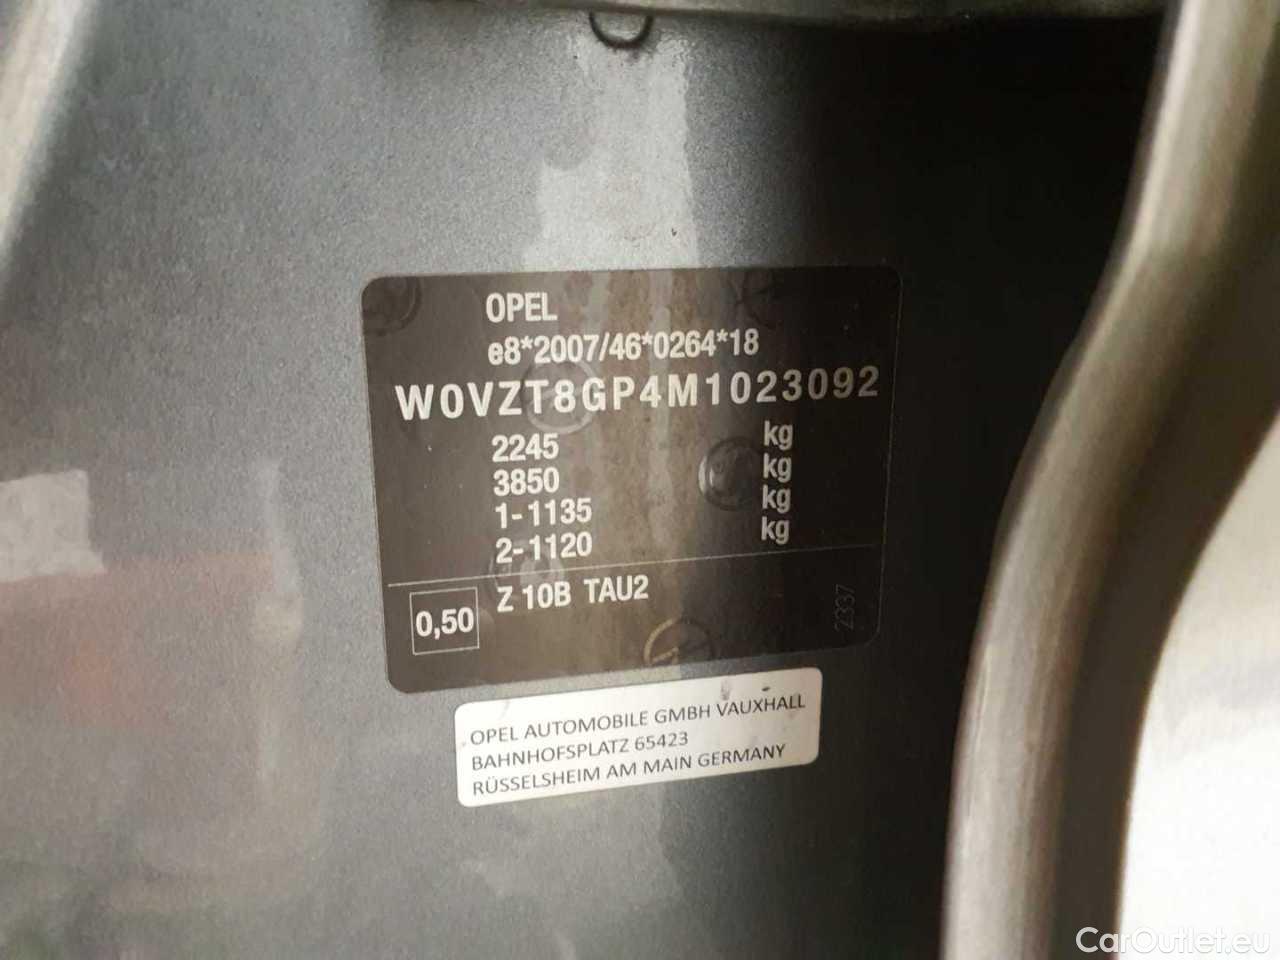 OPEL
e8*2007/46*0264*18
W0VZT8GP4M1023092
2245 kg
3850 kg
1-1135 kg
2-1120 kg
0,50 Z 10B TAU2
2337
OPEL AUTOMOBILE GMBH VAUXHALL
BAHNHOFSPLATZ 65423
RÜSSELSHEIM AM MAIN GERMANY
CarOutlet.eu